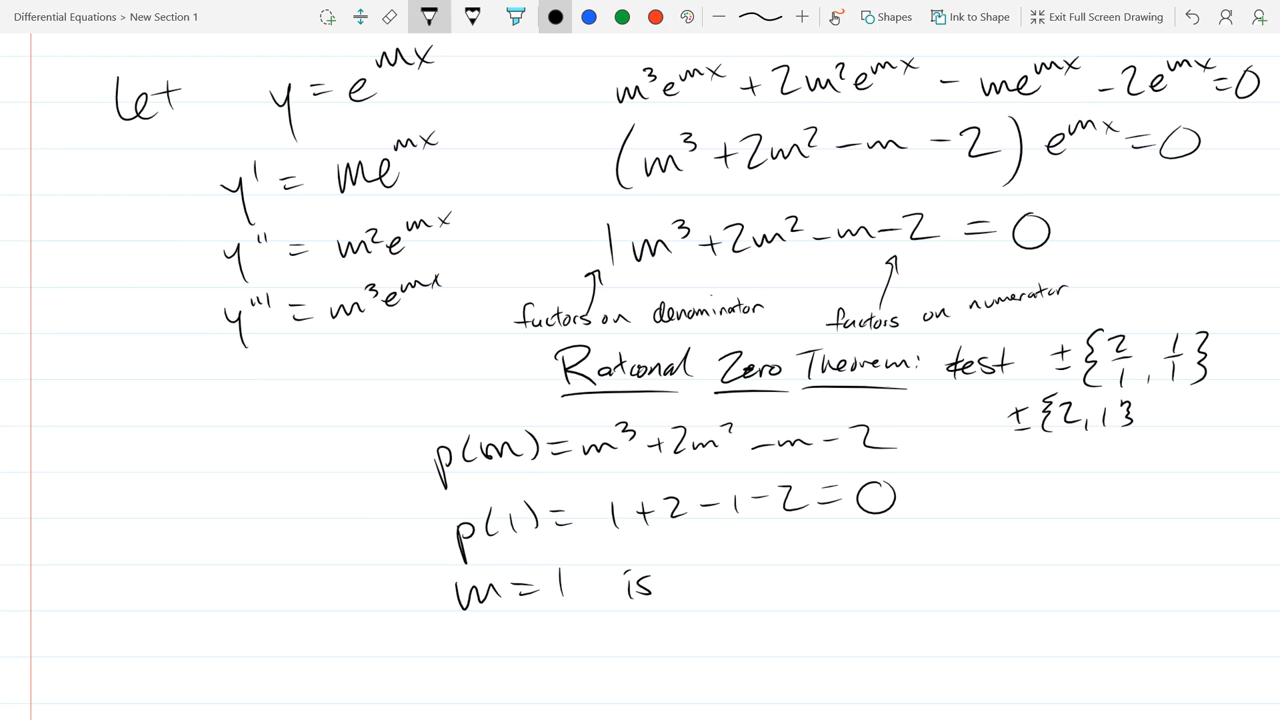 Differential Equations > New Section 1
Shapes
Ink to Shape
Exit Full Screen Drawing
Let y = e^{mx}
y' = me^{mx}
y'' = m²e^{mx}
y''' = m³e^{mx}
m³e^{mx} + 2m²e^{mx} - me^{mx} - 2e^{mx} = 0
(m³ + 2m² - m - 2) e^{mx} = 0
1m³ + 2m² - m - 2 = 0
factors on denominator
factors on numerator
Rational Zero Theorem: test ± {2/1, 1/1}
± {2, 1}
p(m) = m³ + 2m² - m - 2
p(1) = 1 + 2 - 1 - 2 = 0
m = 1 is